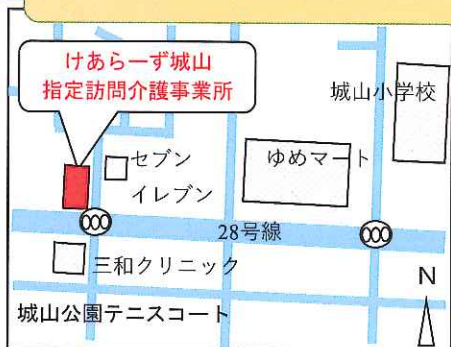 けあらーず城山
指定訪問介護事業所
城山小学校
セブン
イレブン
ゆめマート
28号線
三和クリニック
N
城山公園テニスコート